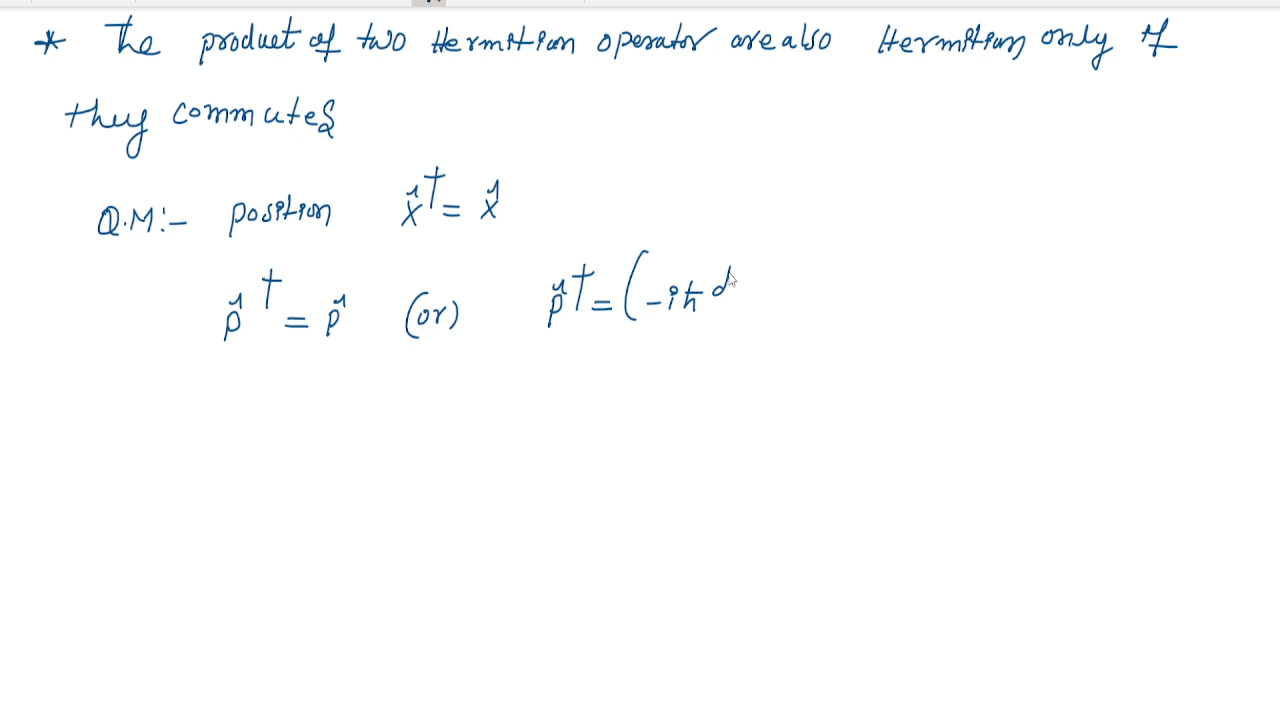 * The product of two Hermitian operator are also Hermitian only if
they commutes
Q.M:- position x̂† = x̂
p̂† = p̂ (or) p̂† = (-iħ d